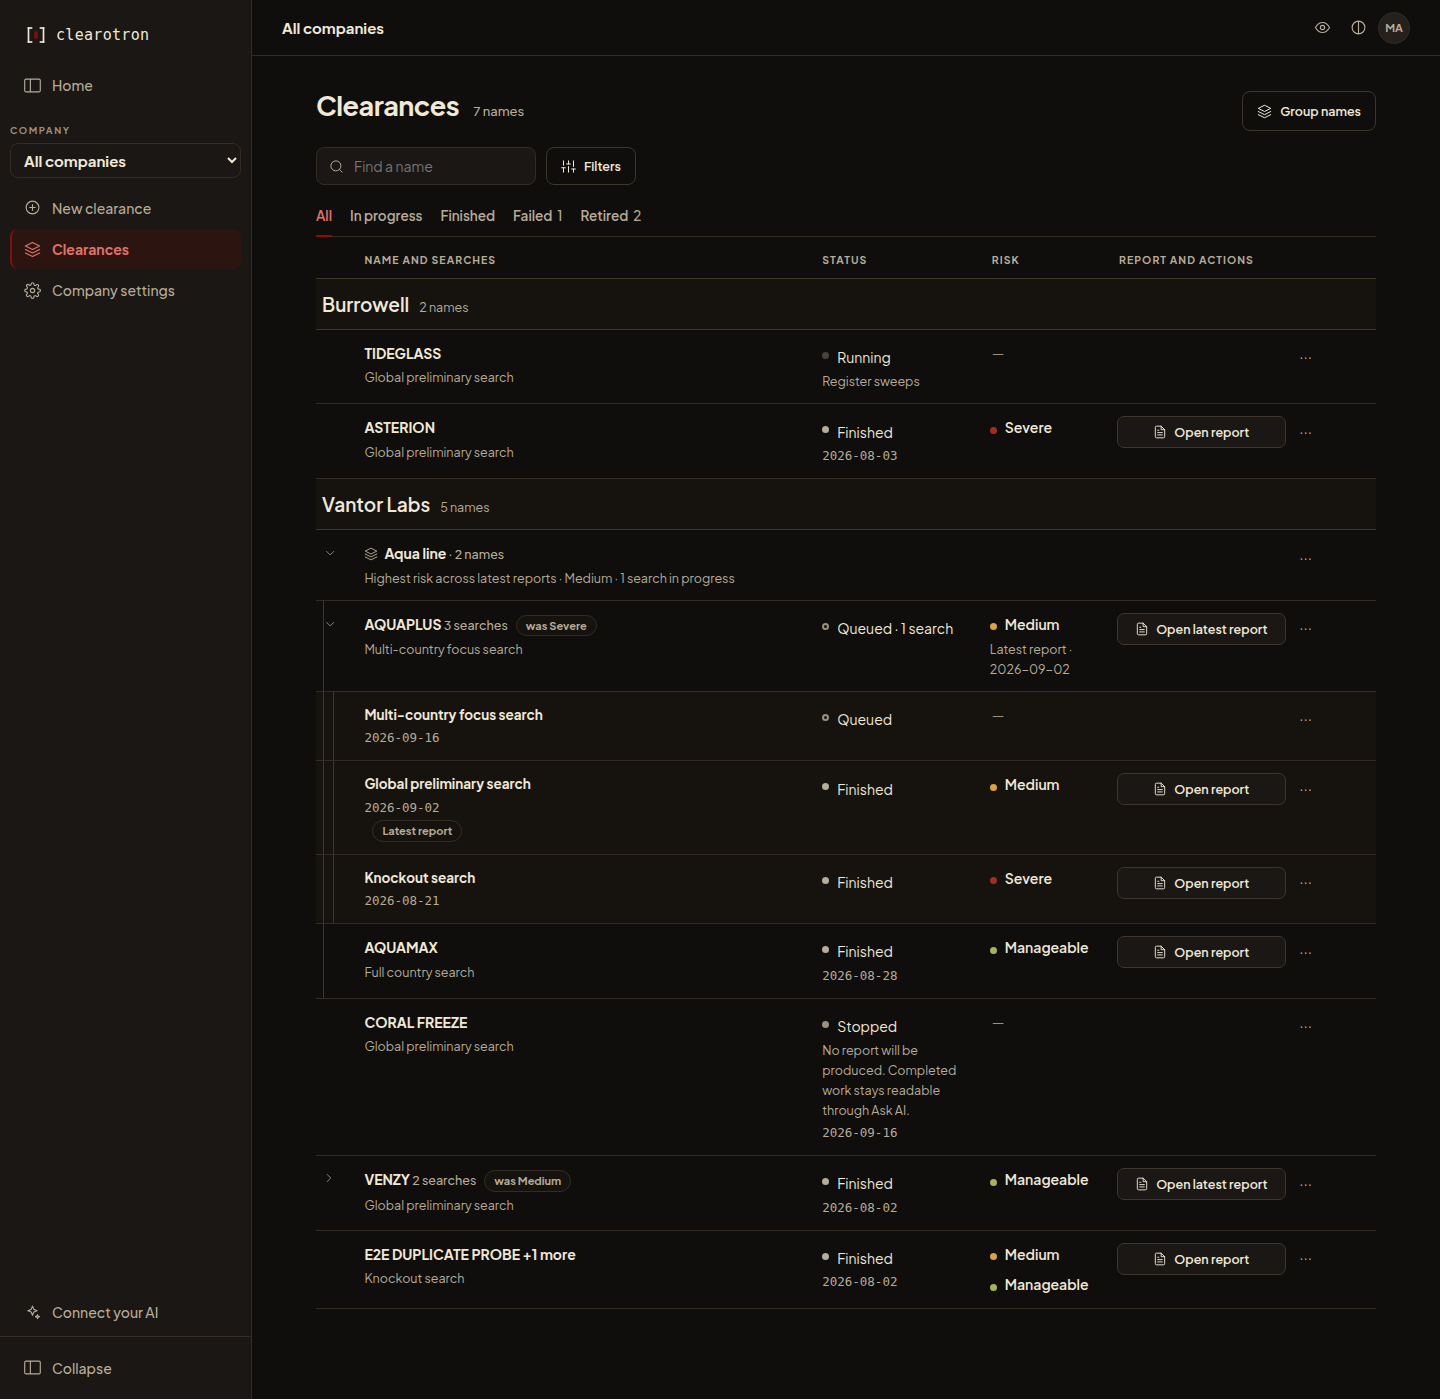 clearotron
All companies
MA
Home
COMPANY
All companies
New clearance
Clearances
Company settings
Connect your AI
Collapse
Clearances 7 names
Group names
Find a name
Filters
All In progress Finished Failed 1 Retired 2
NAME AND SEARCHES STATUS RISK REPORT AND ACTIONS
Burrowell 2 names
TIDEGLASS Running —
Global preliminary search Register sweeps
ASTERION Finished Severe Open report
Global preliminary search 2026-08-03
Vantor Labs 5 names
Aqua line · 2 names
Highest risk across latest reports · Medium · 1 search in progress
AQUAPLUS 3 searches was Severe Queued · 1 search Medium Open latest report
Multi-country focus search Latest report ·
2026-09-02
Multi-country focus search Queued —
2026-09-16
Global preliminary search Finished Medium Open report
2026-09-02
Latest report
Knockout search Finished Severe Open report
2026-08-21
AQUAMAX Finished Manageable Open report
Full country search 2026-08-28
CORAL FREEZE Stopped —
Global preliminary search No report will be
produced. Completed
work stays readable
through Ask AI.
2026-09-16
VENZY 2 searches was Medium Finished Manageable Open latest report
Global preliminary search 2026-08-02
E2E DUPLICATE PROBE +1 more Finished Medium Open report
Knockout search 2026-08-02 Manageable